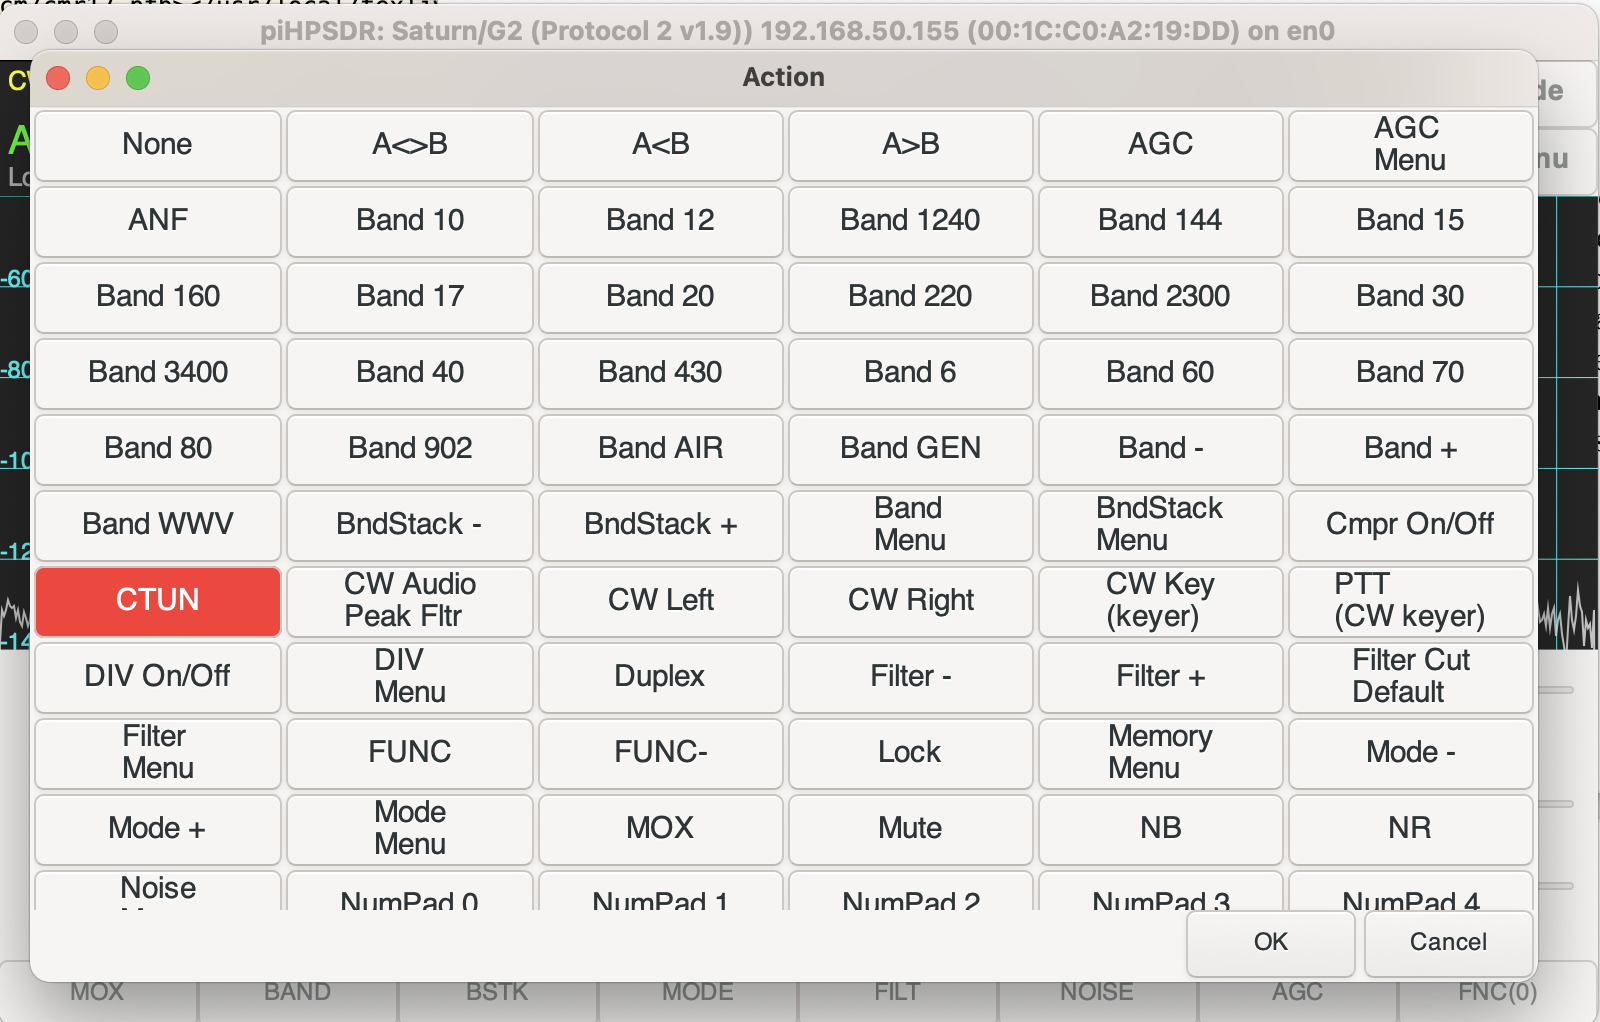 piHPSDR: Saturn/G2 (Protocol 2 v1.9)) 192.168.50.155 (00:1C:C0:A2:19:DD) on en0
Action
None
A<>B
A<B
A>B
AGC
AGC
Menu
ANF
Band 10
Band 12
Band 1240
Band 144
Band 15
Band 160
Band 17
Band 20
Band 220
Band 2300
Band 30
Band 3400
Band 40
Band 430
Band 6
Band 60
Band 70
Band 80
Band 902
Band AIR
Band GEN
Band -
Band +
Band WWV
BndStack -
BndStack +
Band
Menu
BndStack
Menu
Cmpr On/Off
CTUN
CW Audio
Peak Fltr
CW Left
CW Right
CW Key
(keyer)
PTT
(CW keyer)
DIV On/Off
DIV
Menu
Duplex
Filter -
Filter +
Filter Cut
Default
Filter
Menu
FUNC
FUNC-
Lock
Memory
Menu
Mode -
Mode +
Mode
Menu
MOX
Mute
NB
NR
Noise
NumPad 0
NumPad 1
NumPad 2
NumPad 3
NumPad 4
OK
Cancel
-60
-80
MOX
BAND
BSTK
MODE
FILT
NOISE
AGC
FNC(0)